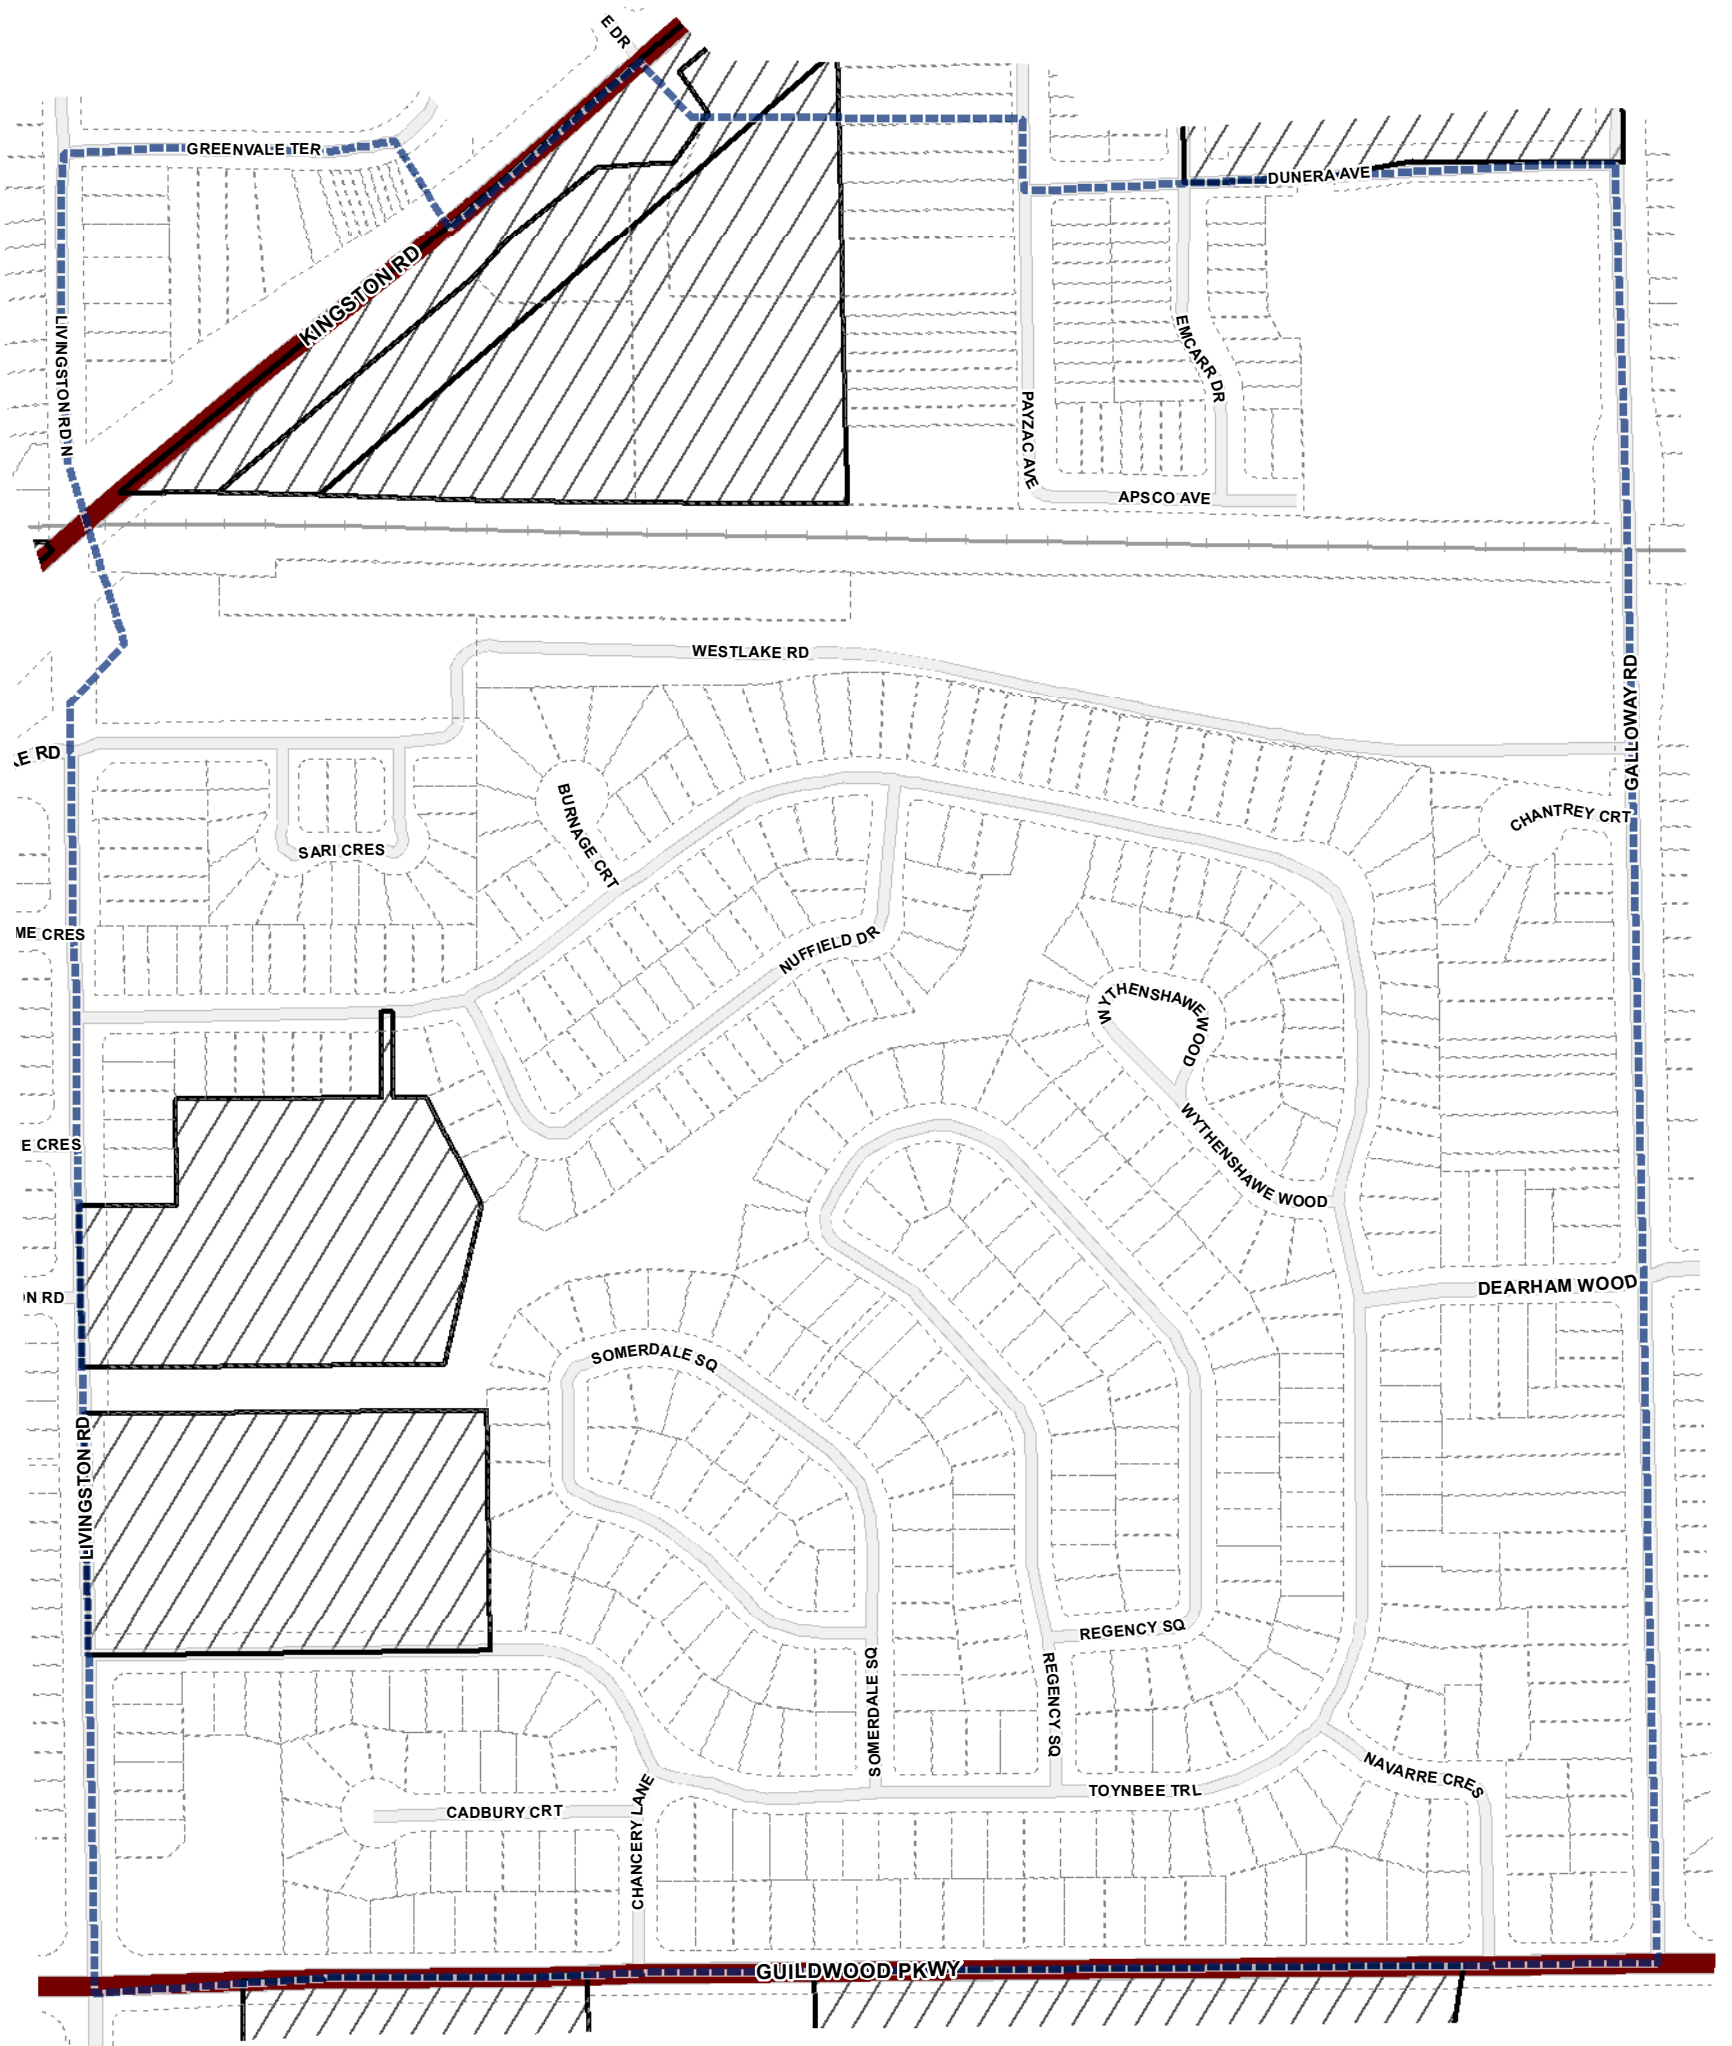 E DR
GREENVALE TER
DUNERA AVE
KINGSTON RD
LIVINGSTON RD N
EMCARR DR
PAYZAC AVE
APSCO AVE
WESTLAKE RD
GALLOWAY RD
KE RD
BURNAGE CRT
CHANTREY CRT
SARI CRES
ME CRES
NUFFIELD DR
WYTHENSHAWE WOOD
E CRES
WYTHENSHAWE WOOD
DEARHAM WOOD
ON RD
SOMERDALE SQ
LIVINGSTON RD
REGENCY SQ
SOMERDALE SQ
REGENCY SQ
NAVARRE CRES
TOYNBEE TRL
CADBURY CRT
CHANCERY LANE
GUILDWOOD PKWY